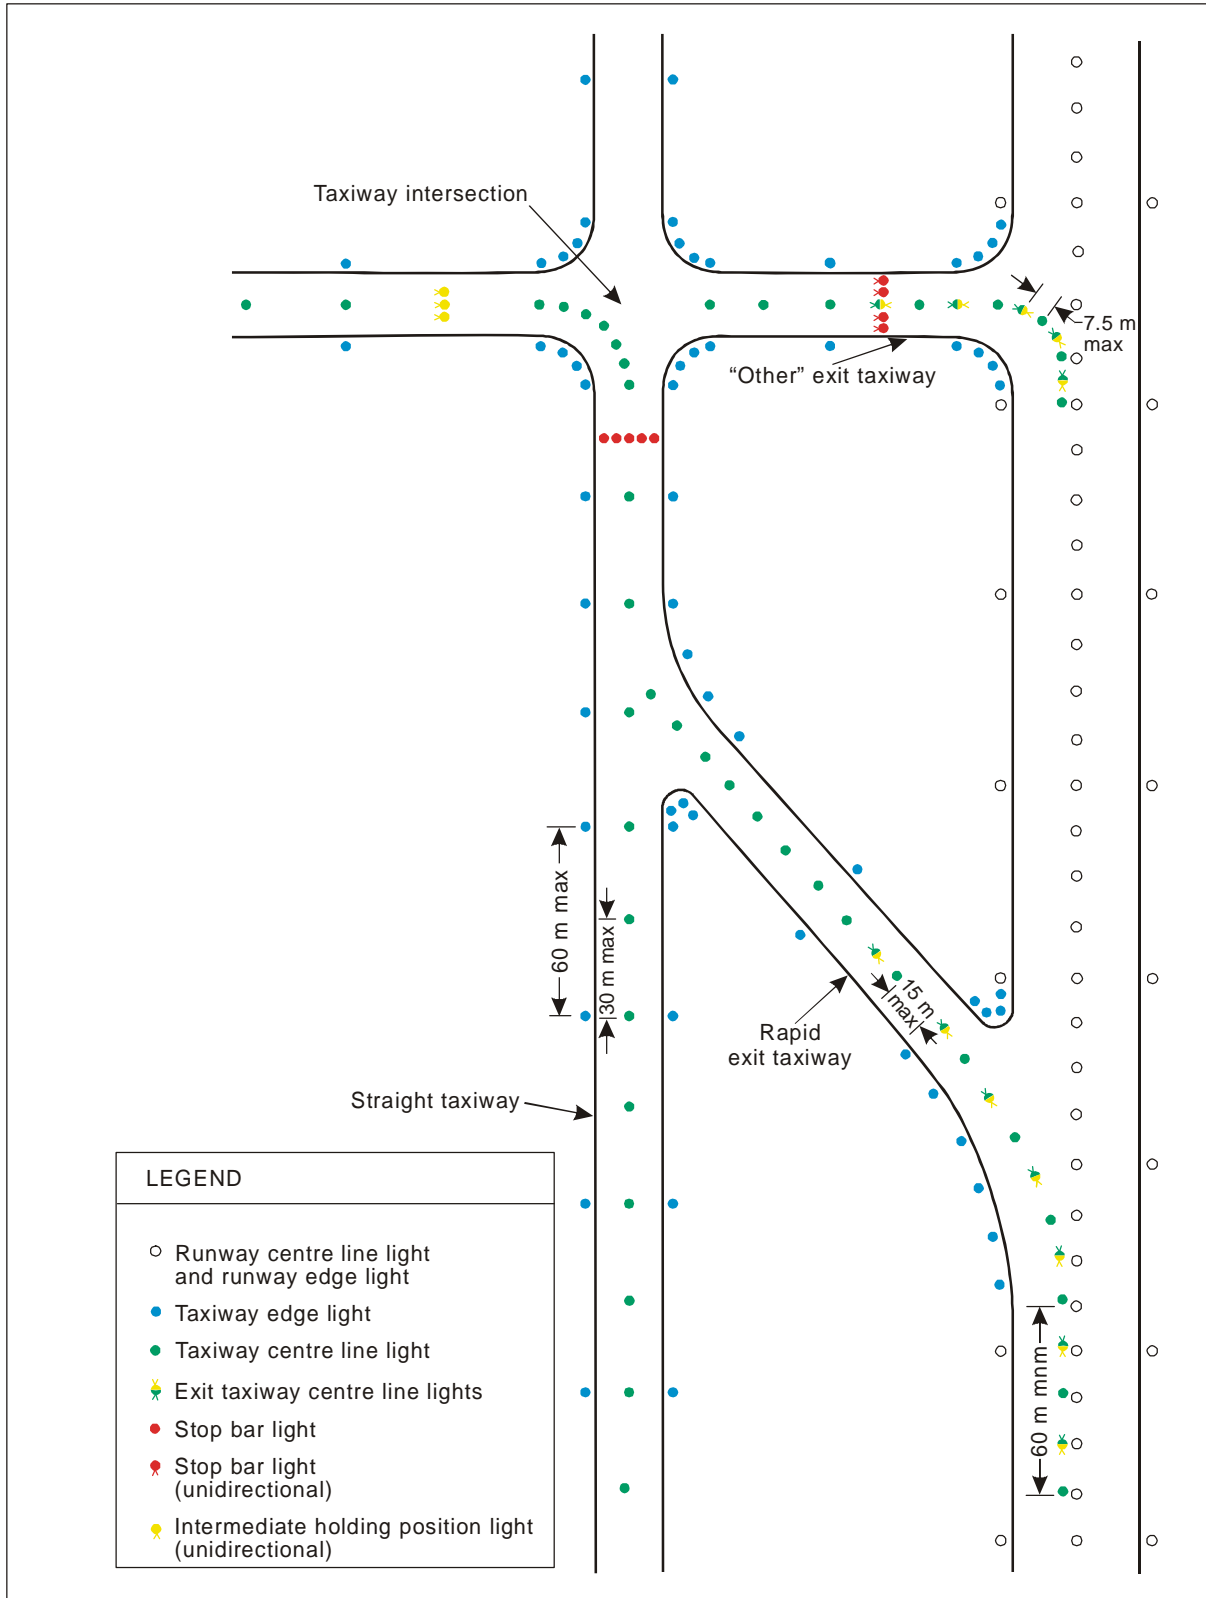 Taxiway intersection
7.5 m
max
“Other” exit taxiway
60 m max
30 m max
15 m
max
Rapid
exit taxiway
Straight taxiway
60 m mnm
LEGEND
Runway centre line light
and runway edge light
Taxiway edge light
Taxiway centre line light
Exit taxiway centre line lights
Stop bar light
Stop bar light
(unidirectional)
Intermediate holding position light
(unidirectional)